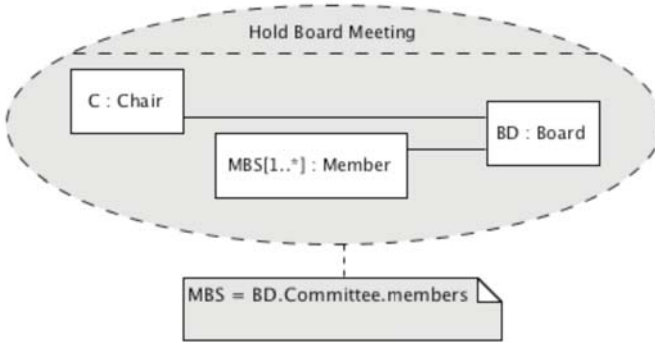 Hold Board Meeting
C : Chair
BD : Board
MBS[1..*] : Member
MBS = BD.Committee.members